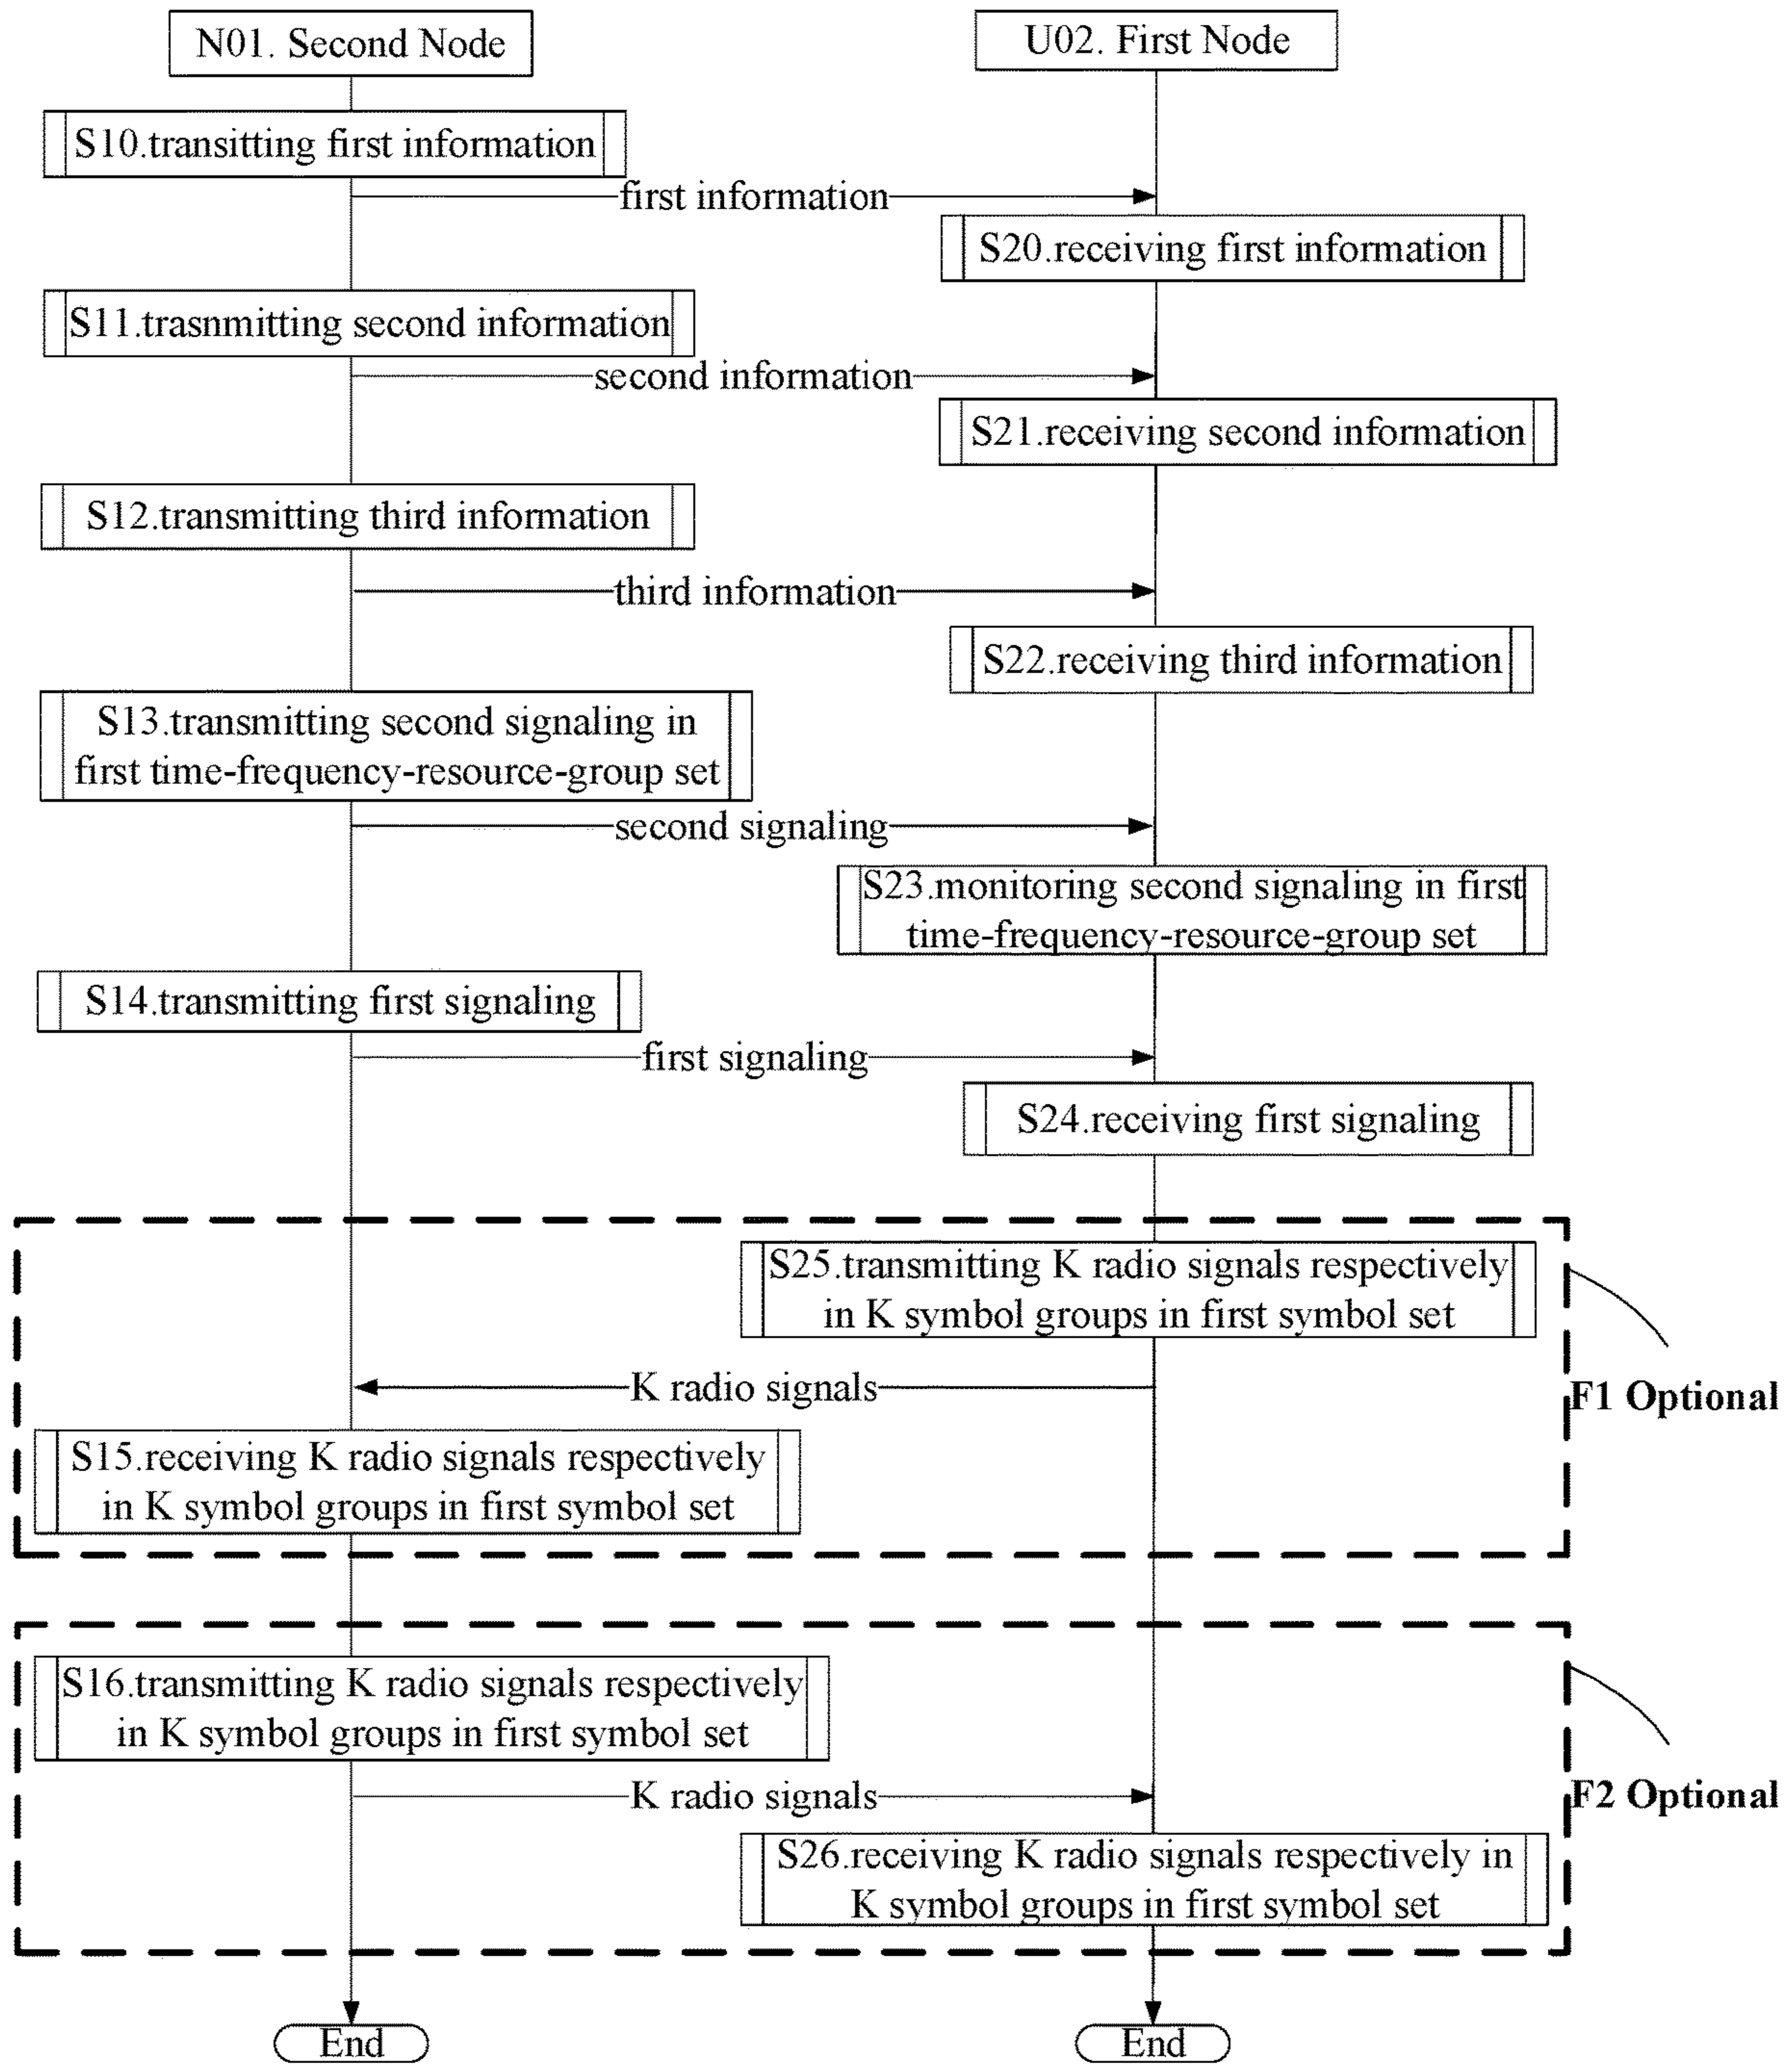 N01. Second Node
U02. First Node
S10.transitting first information
first information
S20.receiving first information
S11.trasnmitting second information
second information
S21.receiving second information
S12.transmitting third information
third information
S22.receiving third information
S13.transmitting second signaling in
first time-frequency-resource-group set
second signaling
S23.monitoring second signaling in first
time-frequency-resource-group set
S14.transmitting first signaling
first signaling
S24.receiving first signaling
S25.transmitting K radio signals respectively
in K symbol groups in first symbol set
K radio signals
F1 Optional
S15.receiving K radio signals respectively
in K symbol groups in first symbol set
S16.transmitting K radio signals respectively
in K symbol groups in first symbol set
K radio signals
F2 Optional
S26.receiving K radio signals respectively in
K symbol groups in first symbol set
End
End